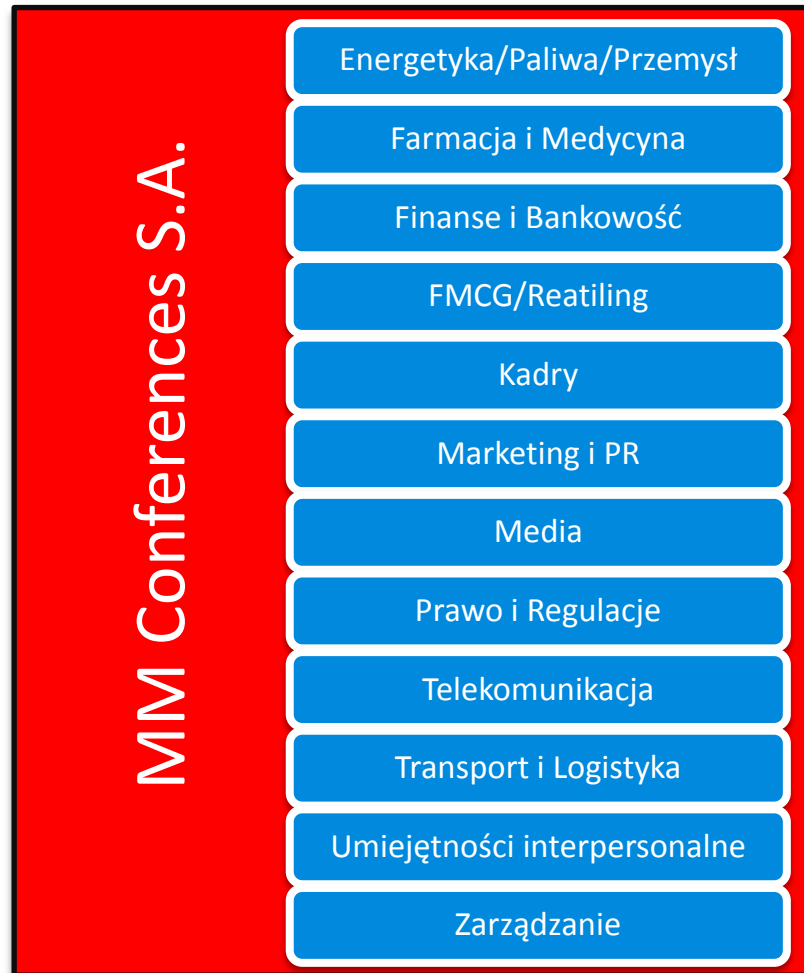 MM Conferences S.A.
Energetyka/Paliwa/Przemysł
Farmacja i Medycyna
Finanse i Bankowość
FMCG/Reatiling
Kadry
Marketing i PR
Media
Prawo i Regulacje
Telekomunikacja
Transport i Logistyka
Umiejętności interpersonalne
Zarządzanie